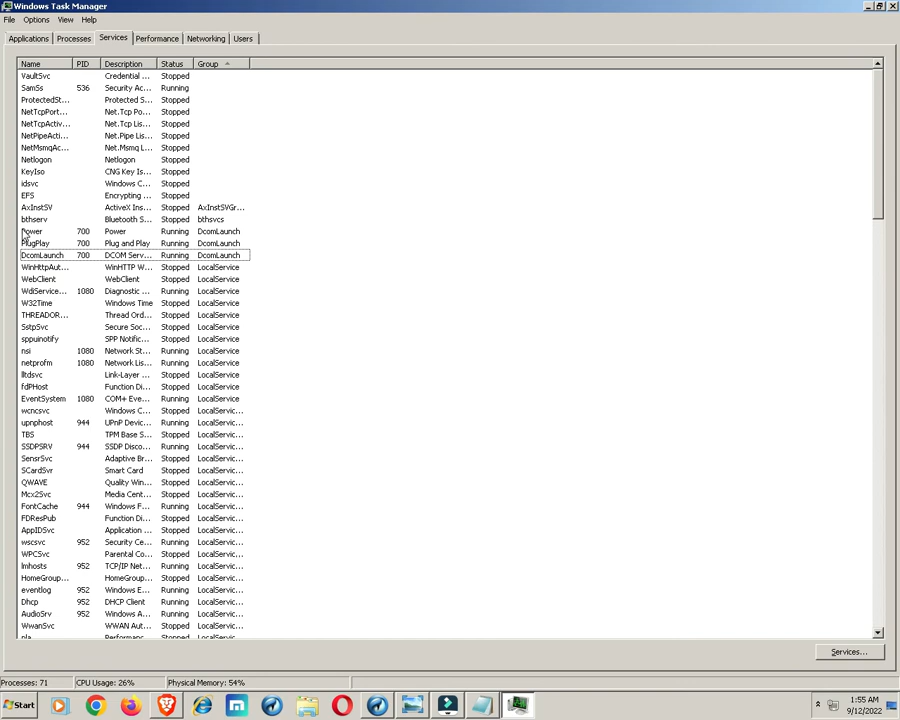 Windows Task Manager
File Options View Help
Applications Processes Services Performance Networking Users
Name PID Description Status Group
VaultSvc Credential ... Stopped
SamSs 536 Security Ac... Running
ProtectedSt... Protected S... Stopped
NetTcpPort... Net.Tcp Po... Stopped
NetTcpActiv... Net.Tcp Lis... Stopped
NetPipeActi... Net.Pipe Lis... Stopped
NetMsmqAc... Net.Msmq L... Stopped
Netlogon Netlogon Stopped
KeyIso CNG Key Is... Stopped
idsvc Windows C... Stopped
EFS Encrypting ... Stopped
AxInstSV ActiveX Ins... Stopped AxInstSVGr...
bthserv Bluetooth S... Stopped bthsvcs
Power 700 Power Running DcomLaunch
PlugPlay 700 Plug and Play Running DcomLaunch
DcomLaunch 700 DCOM Serv... Running DcomLaunch
WinHttpAut... WinHTTP W... Stopped LocalService
WebClient WebClient Stopped LocalService
WdiService... 1080 Diagnostic ... Running LocalService
W32Time Windows Time Stopped LocalService
THREADOR... Thread Ord... Stopped LocalService
SstpSvc Secure Soc... Stopped LocalService
sppuinotify SPP Notific... Stopped LocalService
nsi 1080 Network St... Running LocalService
netprofm 1080 Network Lis... Running LocalService
lltdsvc Link-Layer ... Stopped LocalService
fdPHost Function Di... Stopped LocalService
EventSystem 1080 COM+ Eve... Running LocalService
wcncsvc Windows C... Stopped LocalServic...
upnphost 944 UPnP Devic... Running LocalServic...
TBS TPM Base S... Stopped LocalServic...
SSDPSRV 944 SSDP Disco... Running LocalServic...
SensrSvc Adaptive Br... Stopped LocalServic...
SCardSvr Smart Card Stopped LocalServic...
QWAVE Quality Win... Stopped LocalServic...
Mcx2Svc Media Cent... Stopped LocalServic...
FontCache 944 Windows F... Running LocalServic...
FDResPub Function Di... Stopped LocalServic...
AppIDSvc Application ... Stopped LocalServic...
wscsvc 952 Security Ce... Running LocalServic...
WPCSvc Parental Co... Stopped LocalServic...
lmhosts 952 TCP/IP Net... Running LocalServic...
HomeGroup... HomeGroup... Stopped LocalServic...
eventlog 952 Windows E... Running LocalServic...
Dhcp 952 DHCP Client Running LocalServic...
AudioSrv 952 Windows A... Running LocalServic...
WwanSvc WWAN Aut... Stopped LocalServic...
pla Performanc... Stopped LocalServic...
Services...
Processes: 71 CPU Usage: 26% Physical Memory: 54%
Start 1:55 AM
9/12/2022